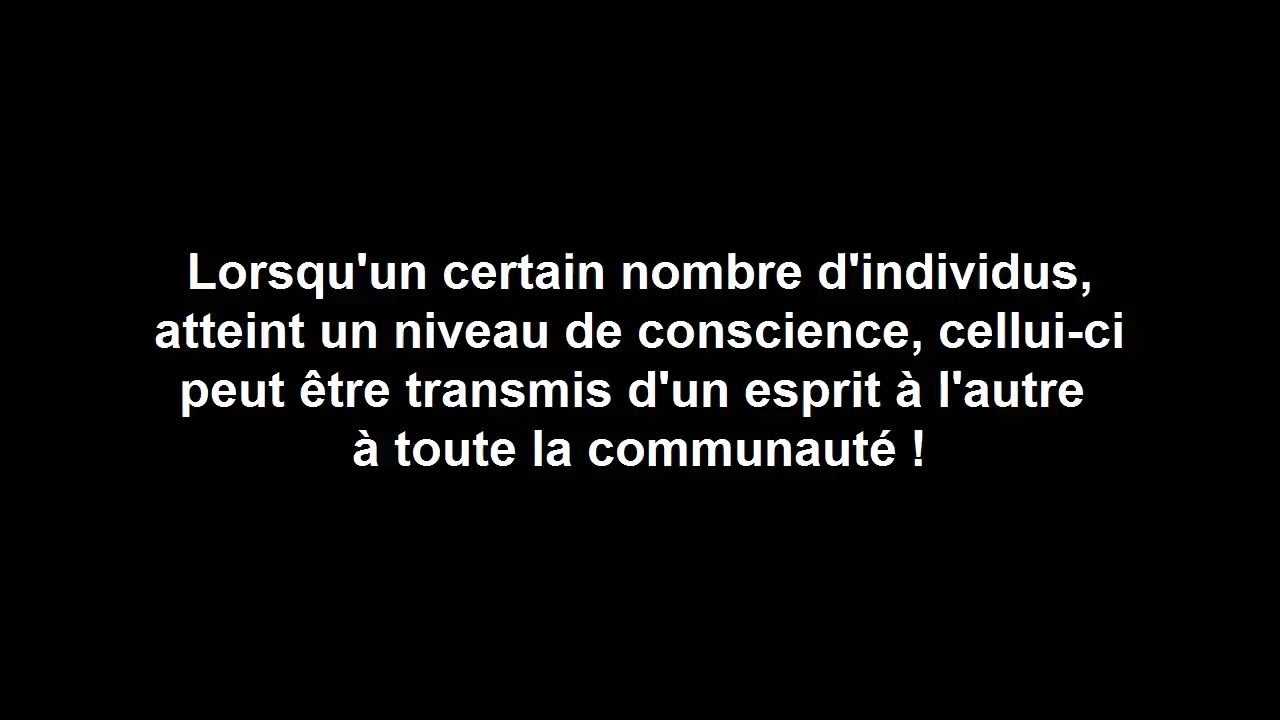 Lorsqu'un certain nombre d'individus,
atteint un niveau de conscience, cellui-ci
peut être transmis d'un esprit à l'autre
à toute la communauté !